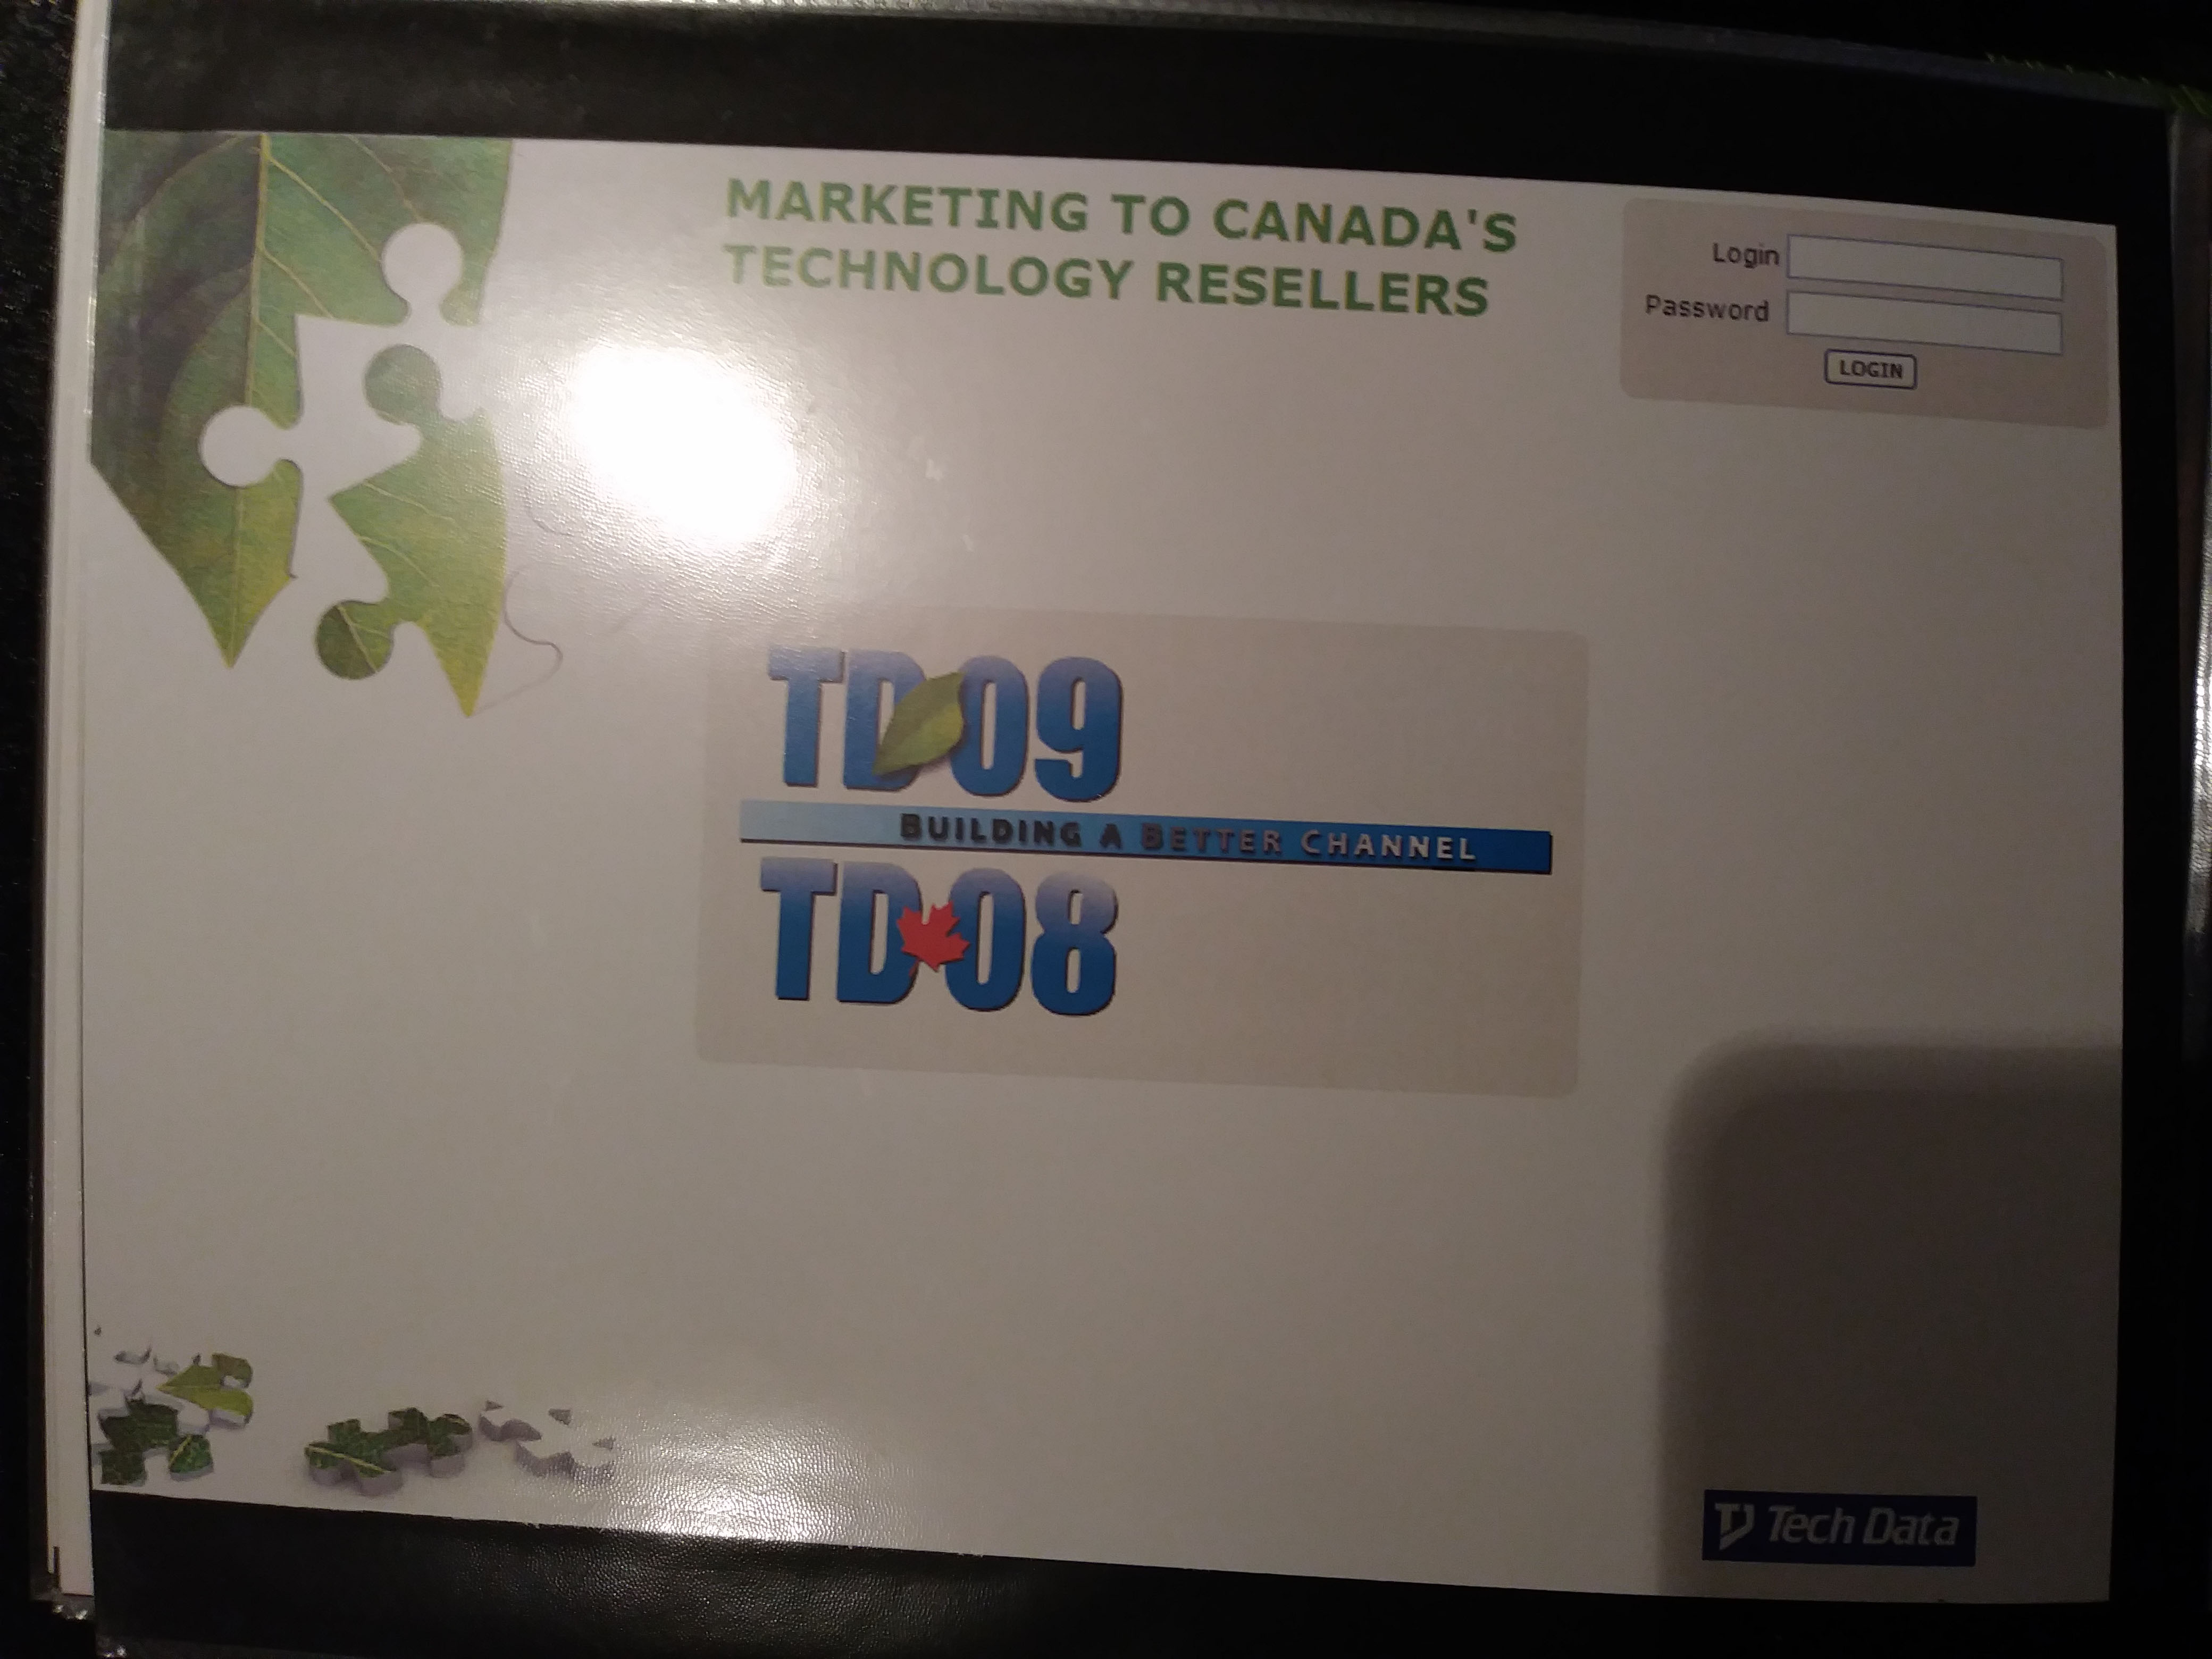 MARKETING TO CANADA'S
TECHNOLOGY RESELLERS
Login
Password
LOGIN
TD09
BUILDING A BETTER CHANNEL
TD08
Tech Data